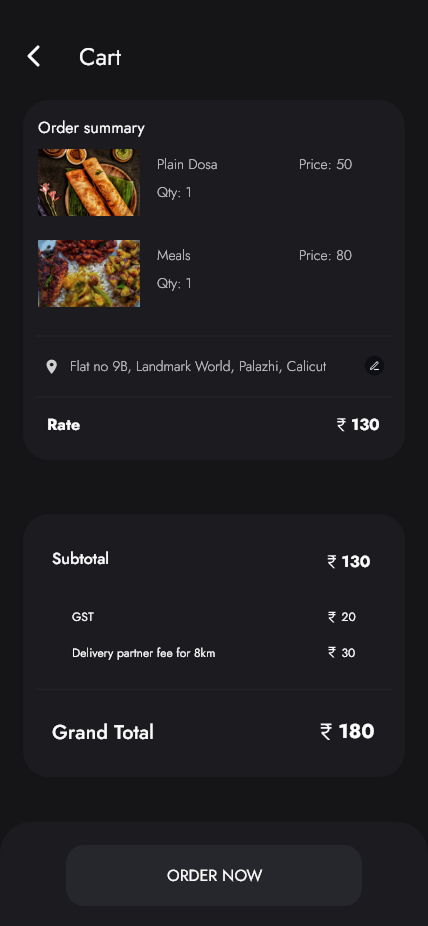 Cart
Order summary
Plain Dosa Price: 50
Qty: 1
Meals Price: 80
Qty: 1
Flat no 9B, Landmark World, Palazhi, Calicut
Rate ₹ 130
Subtotal ₹ 130
GST ₹ 20
Delivery partner fee for 8km ₹ 30
Grand Total ₹ 180
ORDER NOW